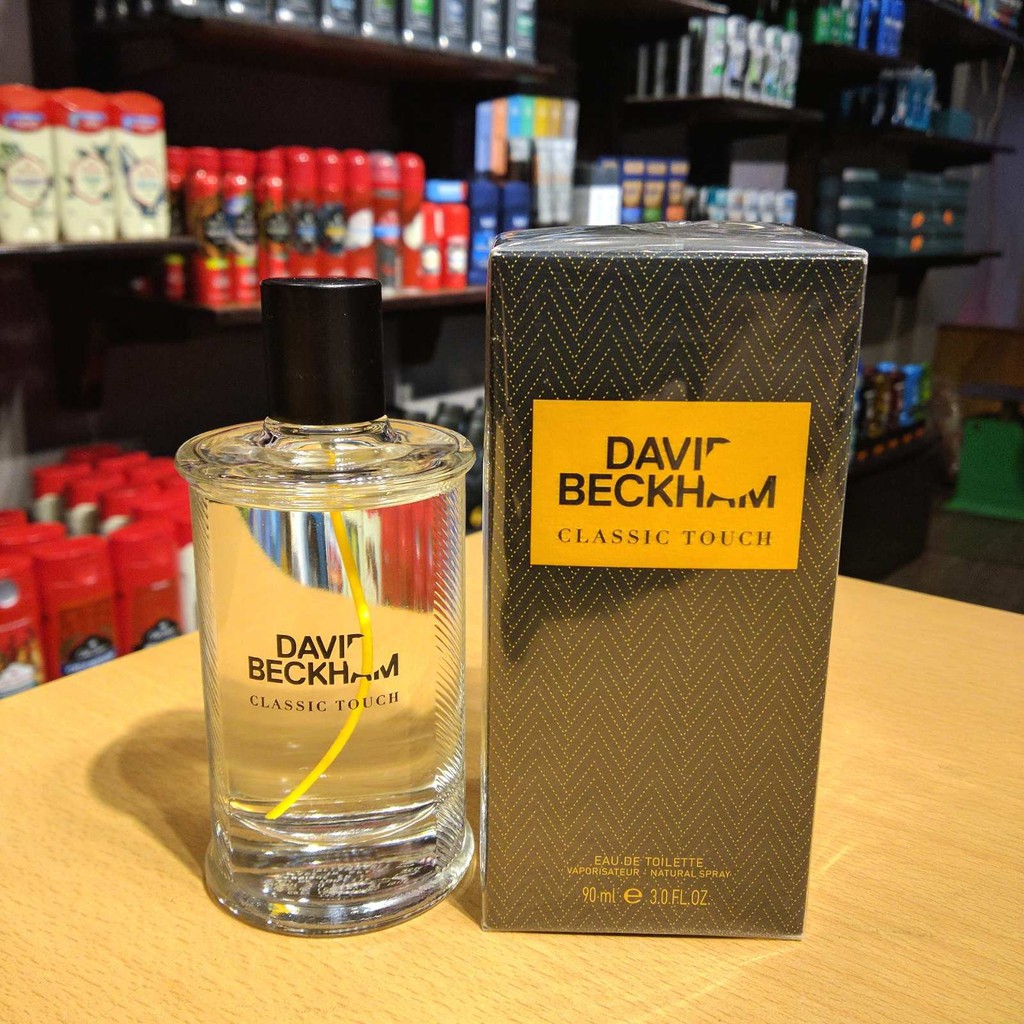 DAVID
BECKHAM
CLASSIC TOUCH
DAVID
BECKHAM
CLASSIC TOUCH
EAU DE TOILETTE
VAPORISATEUR - NATURAL SPRAY
90 ml ℮ 3.0.FL.OZ.